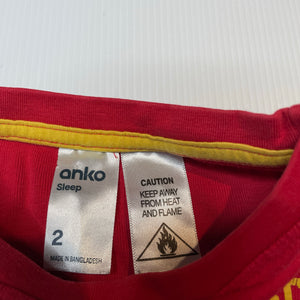 anko
Sleep
2
MADE IN BANGLADESH
CAUTION
KEEP AWAY
FROM HEAT
AND FLAME